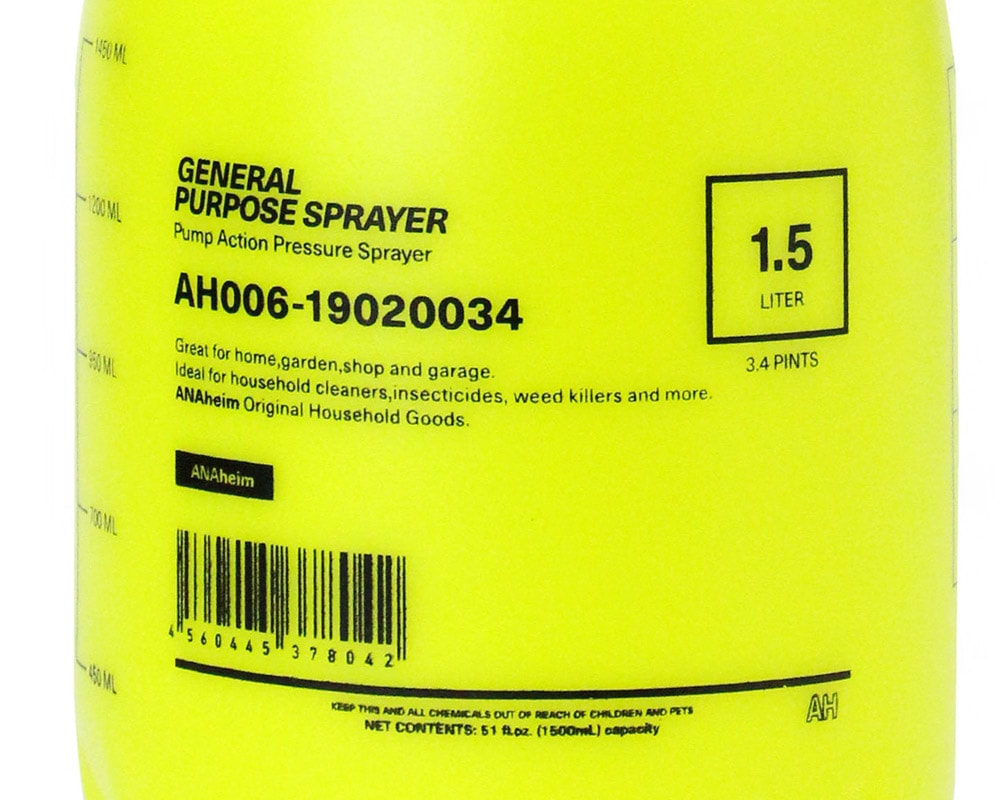 1450 ML
GENERAL
PURPOSE SPRAYER
Pump Action Pressure Sprayer
1200 ML
1.5
LITER
3.4 PINTS
AH006-19020034
Great for home,garden,shop and garage.
Ideal for household cleaners,insecticides, weed killers and more.
ANAheim Original Household Goods.
950 ML
ANAheim
700 ML
4 560445 378042
450 ML
KEEP THIS AND ALL CHEMICALS OUT OF REACH OF CHILDREN AND PETS
NET CONTENTS: 51 fl.oz. (1500mL) capacity
AH